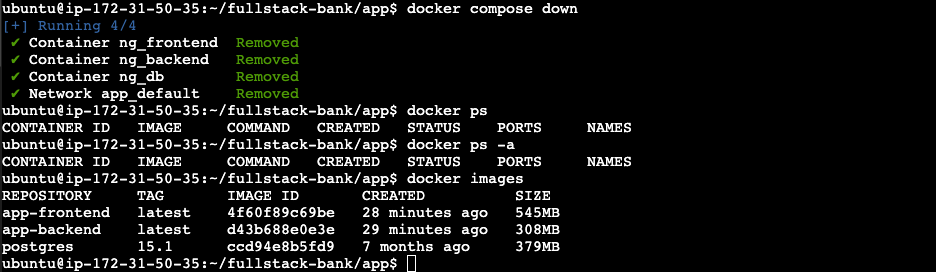 ubuntu@ip-172-31-50-35:~/fullstack-bank/app$ docker compose down
[+] Running 4/4
✔ Container ng_frontend Removed
✔ Container ng_backend Removed
✔ Container ng_db Removed
✔ Network app_default Removed
ubuntu@ip-172-31-50-35:~/fullstack-bank/app$ docker ps
CONTAINER ID IMAGE COMMAND CREATED STATUS PORTS NAMES
ubuntu@ip-172-31-50-35:~/fullstack-bank/app$ docker ps -a
CONTAINER ID IMAGE COMMAND CREATED STATUS PORTS NAMES
ubuntu@ip-172-31-50-35:~/fullstack-bank/app$ docker images
REPOSITORY TAG IMAGE ID CREATED SIZE
app-frontend latest 4f60f89c69be 28 minutes ago 545MB
app-backend latest d43b688e0e3e 29 minutes ago 308MB
postgres 15.1 ccd94e8b5fd9 7 months ago 379MB
ubuntu@ip-172-31-50-35:~/fullstack-bank/app$